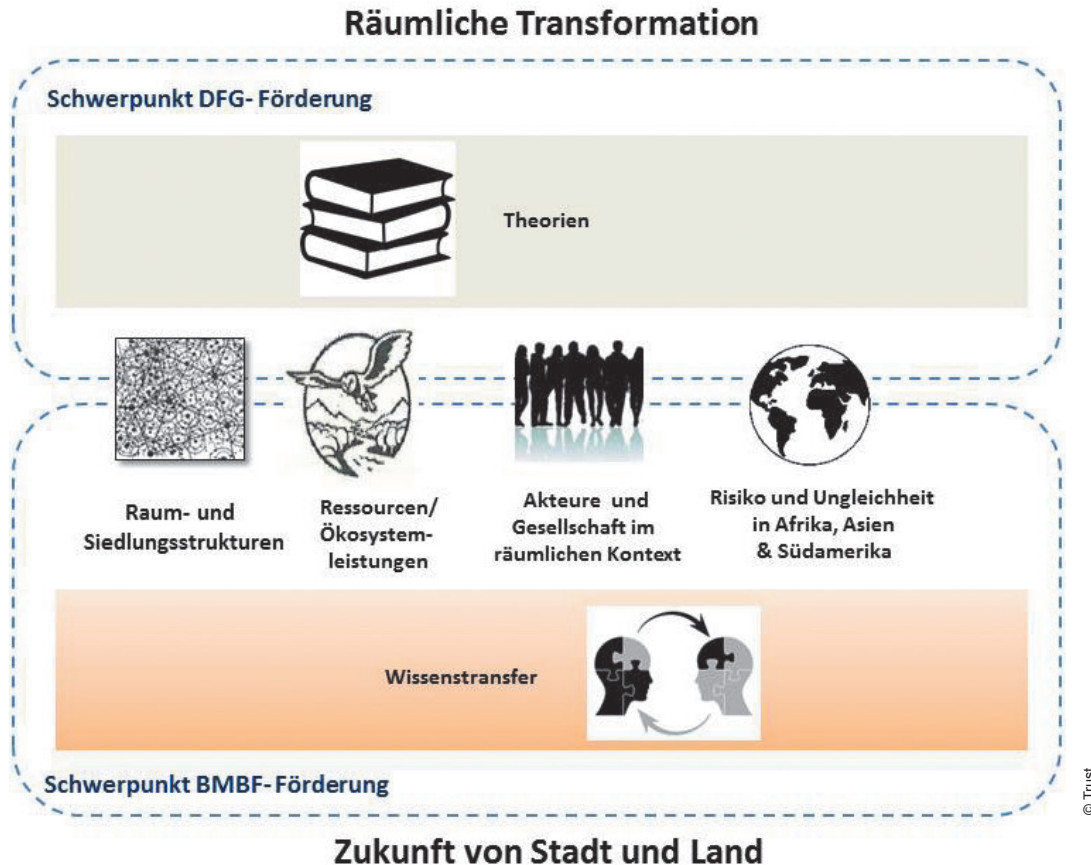 Räumliche Transformation
Schwerpunkt DFG- Förderung
Theorien
Raum- und
Siedlungsstrukturen
Ressourcen/
Ökosystem-
leistungen
Akteure und
Gesellschaft im
räumlichen Kontext
Risiko und Ungleichheit
in Afrika, Asien
& Südamerika
Wissenstransfer
Schwerpunkt BMBF- Förderung
© Trust
Zukunft von Stadt und Land